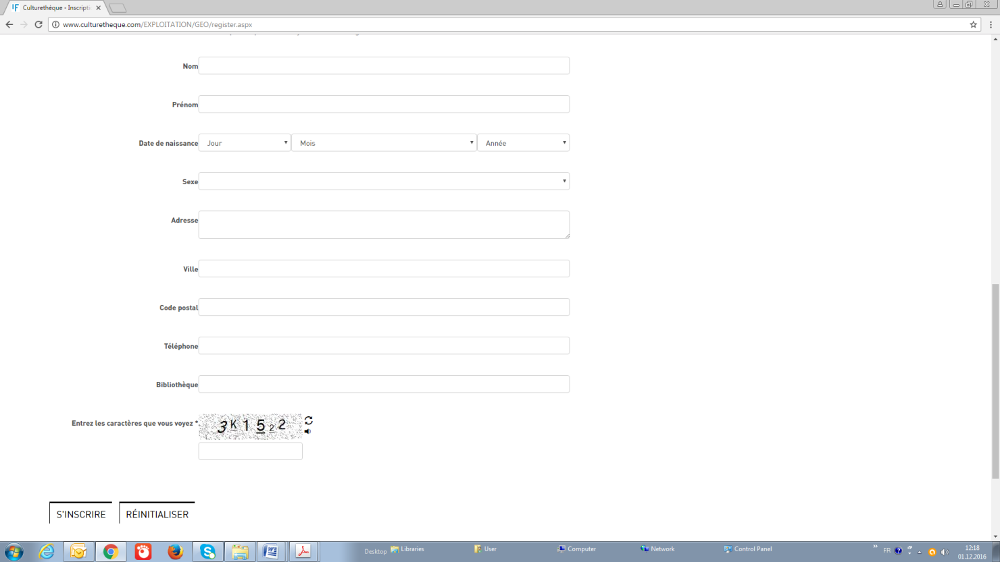 Culturethèque - Inscripti
www.culturetheque.com/EXPLOITATION/GEO/register.aspx
Nom
Prénom
Date de naissance Jour Mois Année
Sexe
Adresse
Ville
Code postal
Téléphone
Bibliothèque
Entrez les caractères que vous voyez * 3K1522
S'INSCRIRE RÉINITIALISER
Desktop Libraries User Computer Network Control Panel » FR 12:18
01.12.2016